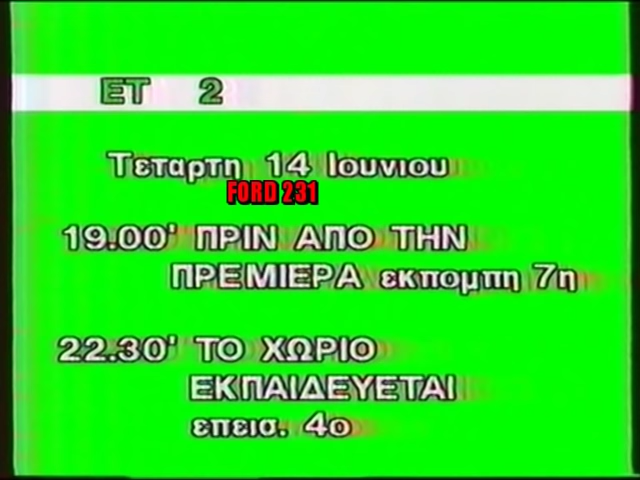 ET 2
Τεταρτη 14 Ιουνιου
FORD 231
19.00' ΠΡΙΝ ΑΠΟ ΤΗΝ
ΠΡΕΜΙΕΡΑ εκπομπη 7η
22.30' ΤΟ ΧΩΡΙΟ
ΕΚΠΑΙΔΕΥΕΤΑΙ
επεισ. 4ο